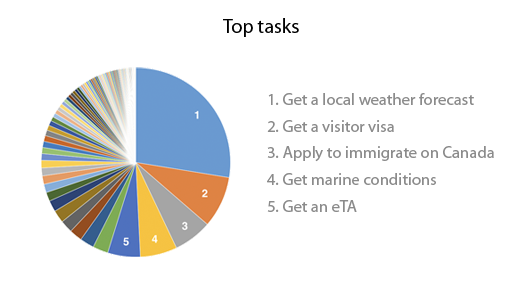 Top tasks
1
2
3
4
5
1. Get a local weather forecast
2. Get a visitor visa
3. Apply to immigrate on Canada
4. Get marine conditions
5. Get an eTA